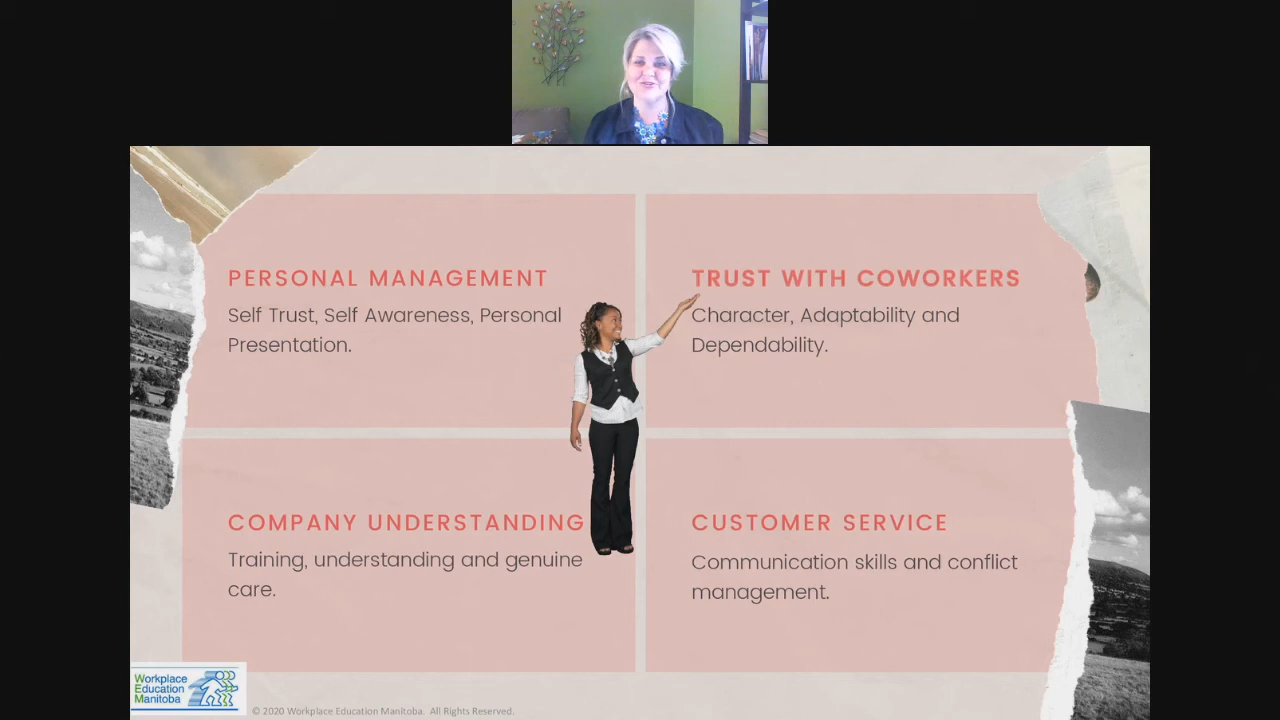 PERSONAL MANAGEMENT
Self Trust, Self Awareness, Personal
Presentation.
TRUST WITH COWORKERS
Character, Adaptability and
Dependability.
COMPANY UNDERSTANDING
Training, understanding and genuine
care.
CUSTOMER SERVICE
Communication skills and conflict
management.
Workplace
Education
Manitoba
© 2020 Workplace Education Manitoba. All Rights Reserved.